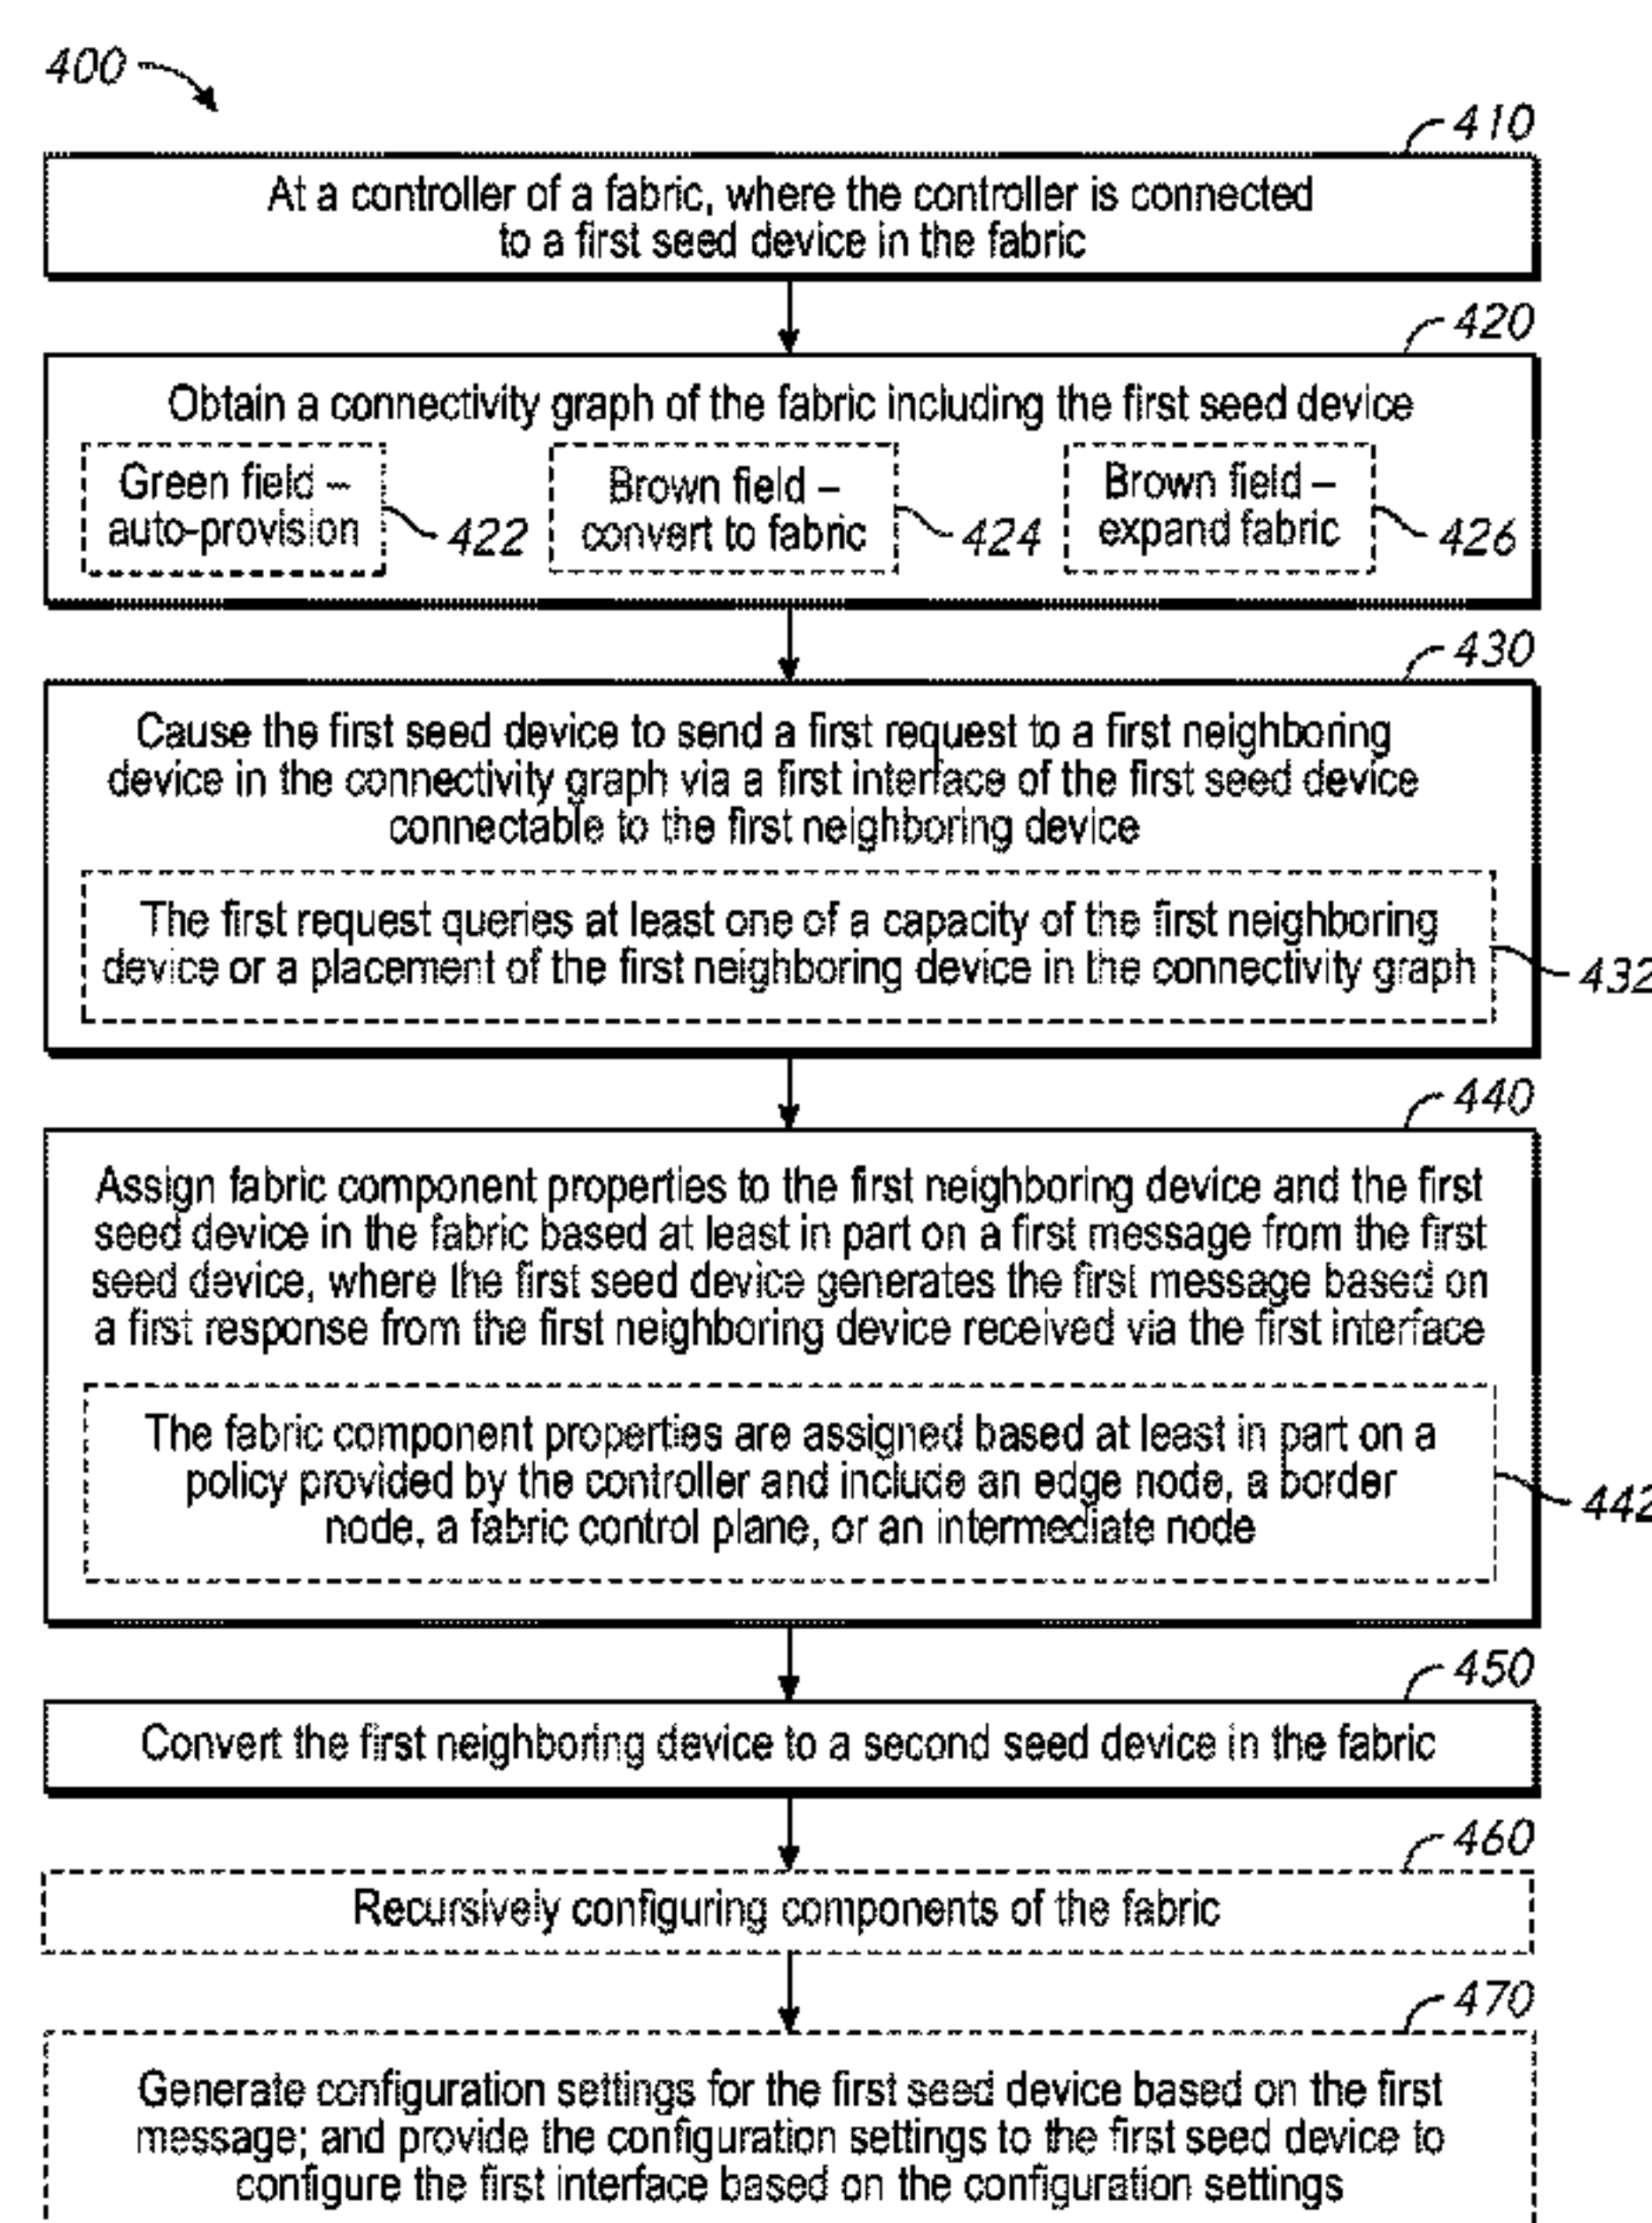 400
410
At a controller of a fabric, where the controller is connected
to a first seed device in the fabric
420
Obtain a connectivity graph of the fabric including the first seed device
Green field –
auto-provision
422
Brown field –
convert to fabric
424
Brown field –
expand fabric
426
430
Cause the first seed device to send a first request to a first neighboring
device in the connectivity graph via a first interface of the first seed device
connectable to the first neighboring device
The first request queries at least one of a capacity of the first neighboring
device or a placement of the first neighboring device in the connectivity graph
432
440
Assign fabric component properties to the first neighboring device and the first
seed device in the fabric based at least in part on a first message from the first
seed device, where the first seed device generates the first message based on
a first response from the first neighboring device received via the first interface
The fabric component properties are assigned based at least in part on a
policy provided by the controller and include an edge node, a border
node, a fabric control plane, or an intermediate node
442
450
Convert the first neighboring device to a second seed device in the fabric
460
Recursively configuring components of the fabric
470
Generate configuration settings for the first seed device based on the first
message; and provide the configuration settings to the first seed device to
configure the first interface based on the configuration settings